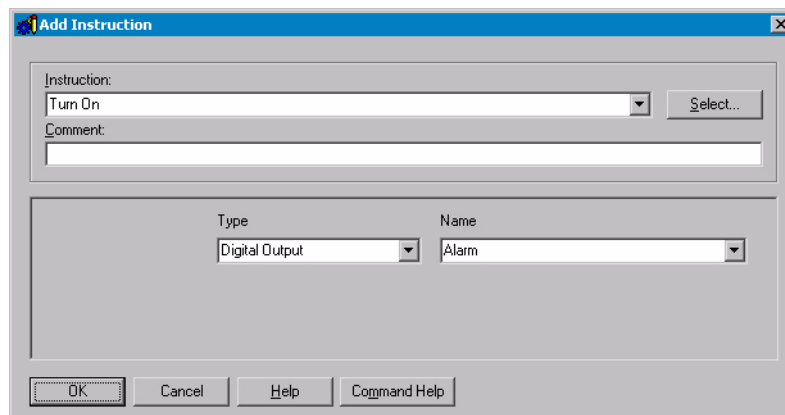 Add Instruction
Instruction:
Turn On
Select...
Comment:
Type Name
Digital Output Alarm
OK Cancel Help Command Help